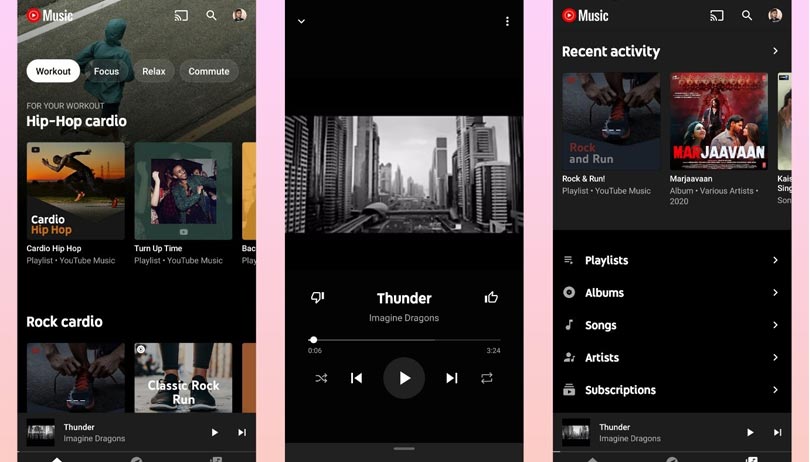 Music
Workout
Focus
Relax
Commute
FOR YOUR WORKOUT
Hip-Hop cardio
Cardio
Hip Hop
Cardio Hip Hop
Playlist • YouTube Music
Turn Up Time
Playlist • YouTube Music
Bac
Play
Rock cardio
Classic Rock
Run
Thunder
Imagine Dragons
Thunder
Imagine Dragons
0:06
3:24
Music
Recent activity
Rock
and Run
MARJAAVAAN
Rock & Run!
Playlist • YouTube Music
Marjaavaan
Album • Various Artists •
2020
Kais
Sing
Son
Playlists
Albums
Songs
Artists
Subscriptions
Thunder
Imagine Dragons